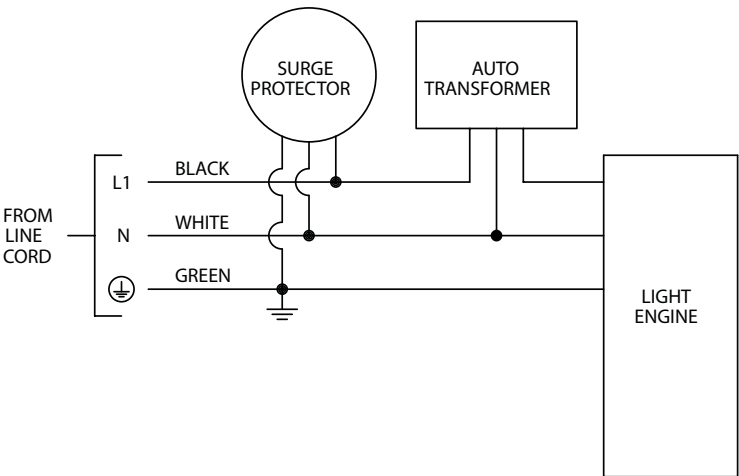 SURGE
PROTECTOR
AUTO
TRANSFORMER
BLACK
L1
FROM
LINE
CORD
WHITE
N
GREEN
LIGHT
ENGINE